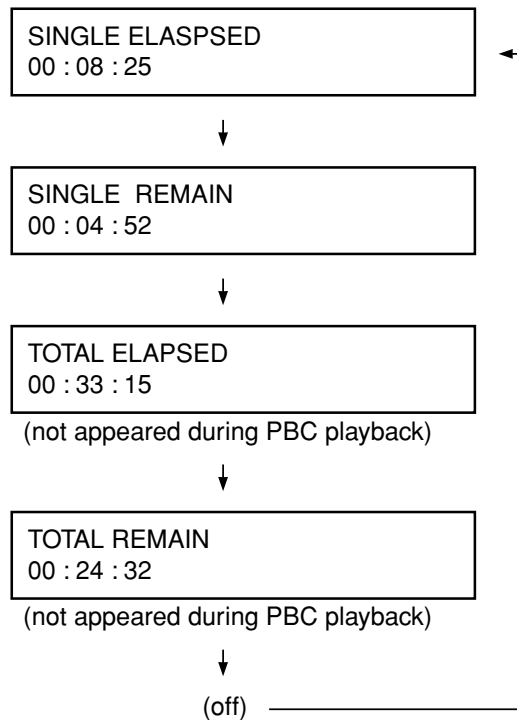 SINGLE ELASPSED
00 : 08 : 25
SINGLE REMAIN
00 : 04 : 52
TOTAL ELAPSED
00 : 33 : 15
(not appeared during PBC playback)
TOTAL REMAIN
00 : 24 : 32
(not appeared during PBC playback)
(off)